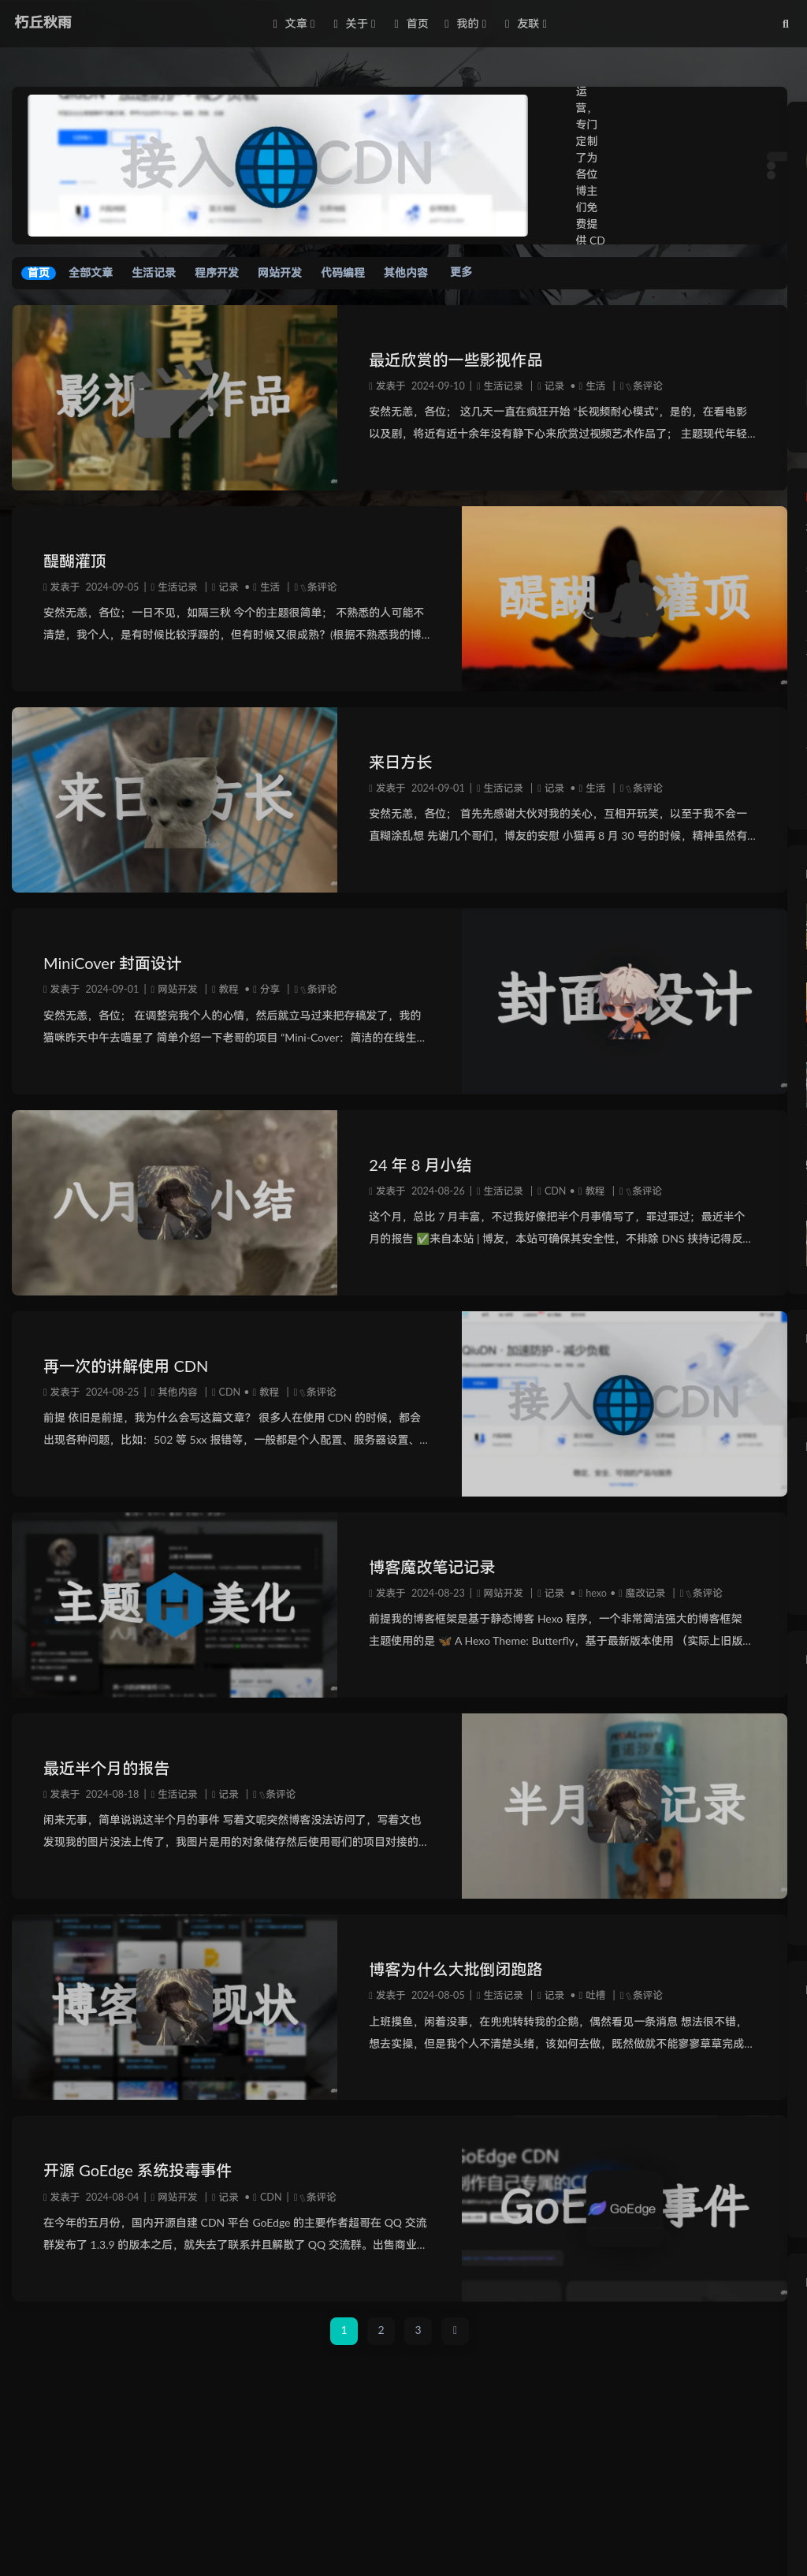 朽丘秋雨
文章
关于
首页
我的
友联
QiuDN · 加速防护 - 减少负载
接入 CDN
运
营，
专门
定制
了为
各位
博主
们免
费提
供 CD
首页 全部文章 生活记录 程序开发 网站开发 代码编程 其他内容 更多
影视作品
最近欣赏的一些影视作品
发表于 2024-09-10 | 生活记录 | 记录 • 生活 | 条评论
安然无恙，各位； 这几天一直在疯狂开始 “长视频耐心模式”，是的，在看电影
以及剧，将近有近十余年没有静下心来欣赏过视频艺术作品了； 主题现代年轻...
醍醐灌顶
发表于 2024-09-05 | 生活记录 | 记录 • 生活 | 条评论
安然无恙，各位；一日不见，如隔三秋 今个的主题很简单； 不熟悉的人可能不
清楚，我个人，是有时候比较浮躁的，但有时候又很成熟？(根据不熟悉我的博...
醍醐灌顶
来日方长
来日方长
发表于 2024-09-01 | 生活记录 | 记录 • 生活 | 条评论
安然无恙，各位； 首先先感谢大伙对我的关心，互相开玩笑，以至于我不会一
直糊涂乱想 先谢几个哥们，博友的安慰 小猫再 8 月 30 号的时候，精神虽然有...
MiniCover 封面设计
发表于 2024-09-01 | 网站开发 | 教程 • 分享 | 条评论
安然无恙，各位； 在调整完我个人的心情，然后就立马过来把存稿发了，我的
猫咪昨天中午去喵星了 简单介绍一下老哥的项目 “Mini-Cover：简洁的在线生...
封面设计
八月小结
24 年 8 月小结
发表于 2024-08-26 | 生活记录 | CDN • 教程 | 条评论
这个月，总比 7 月丰富，不过我好像把半个月事情写了，罪过罪过；最近半个
月的报告 ✅来自本站 | 博友，本站可确保其安全性，不排除 DNS 挟持记得反...
再一次的讲解使用 CDN
发表于 2024-08-25 | 其他内容 | CDN • 教程 | 条评论
前提 依旧是前提，我为什么会写这篇文章？ 很多人在使用 CDN 的时候，都会
出现各种问题，比如：502 等 5xx 报错等，一般都是个人配置、服务器设置、...
QiuDN · 加速防护 - 减少负载
接入 CDN
稳定、安全、可信的产品与服务
主题美化
博客魔改笔记记录
发表于 2024-08-23 | 网站开发 | 记录 • hexo • 魔改记录 | 条评论
前提我的博客框架是基于静态博客 Hexo 程序，一个非常简洁强大的博客框架
主题使用的是 🦋 A Hexo Theme: Butterfly，基于最新版本使用 （实际上旧版...
最近半个月的报告
发表于 2024-08-18 | 生活记录 | 记录 | 条评论
闲来无事，简单说说这半个月的事件 写着文呢突然博客没法访问了，写着文也
发现我的图片没法上传了，我图片是用的对象储存然后使用哥们的项目对接的...
半月记录
博客现状
博客为什么大批倒闭跑路
发表于 2024-08-05 | 生活记录 | 记录 • 吐槽 | 条评论
上班摸鱼，闲着没事，在兜兜转转我的企鹅，偶然看见一条消息 想法很不错，
想去实操，但是我个人不清楚头绪，该如何去做，既然做就不能寥寥草草完成...
开源 GoEdge 系统投毒事件
发表于 2024-08-04 | 网站开发 | 记录 • CDN | 条评论
在今年的五月份，国内开源自建 CDN 平台 GoEdge 的主要作者超哥在 QQ 交流
群发布了 1.3.9 的版本之后，就失去了联系并且解散了 QQ 交流群。出售商业...
GoEdge CDN
制作自己专属的C
GoE 事件
GoEdge
1 2 3